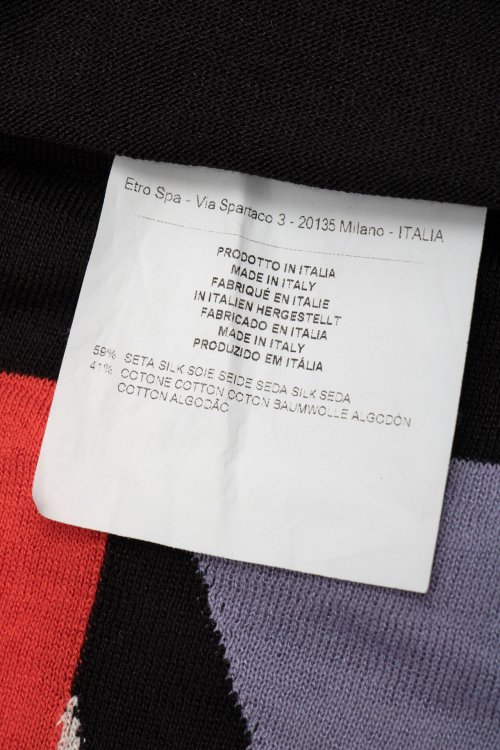 Etro Spa - Via Spartaco 3 - 20135 Milano - ITALIA
PRODOTTO IN ITALIA
MADE IN ITALY
FABRIQUÉ EN ITALIE
IN ITALIEN HERGESTELLT
FABRICADO EN ITALIA
MADE IN ITALY
PRODUZIDO EM ITÁLIA
59% SETA SILK SOIE SEIDE SEDA SILK SEDA
41% COTONE COTTON COTON BAUMWOLLE ALGODÓN
COTTON ALGODÃO